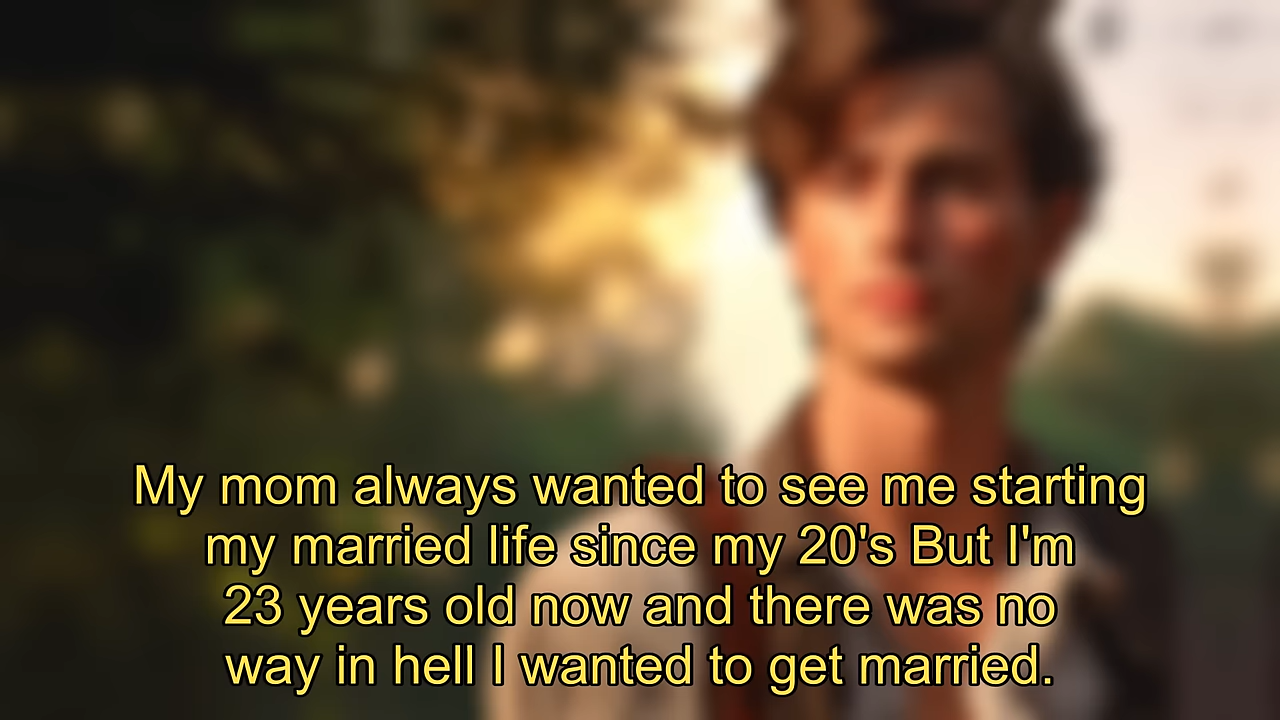 My mom always wanted to see me starting
my married life since my 20's But I'm
23 years old now and there was no
way in hell I wanted to get married.